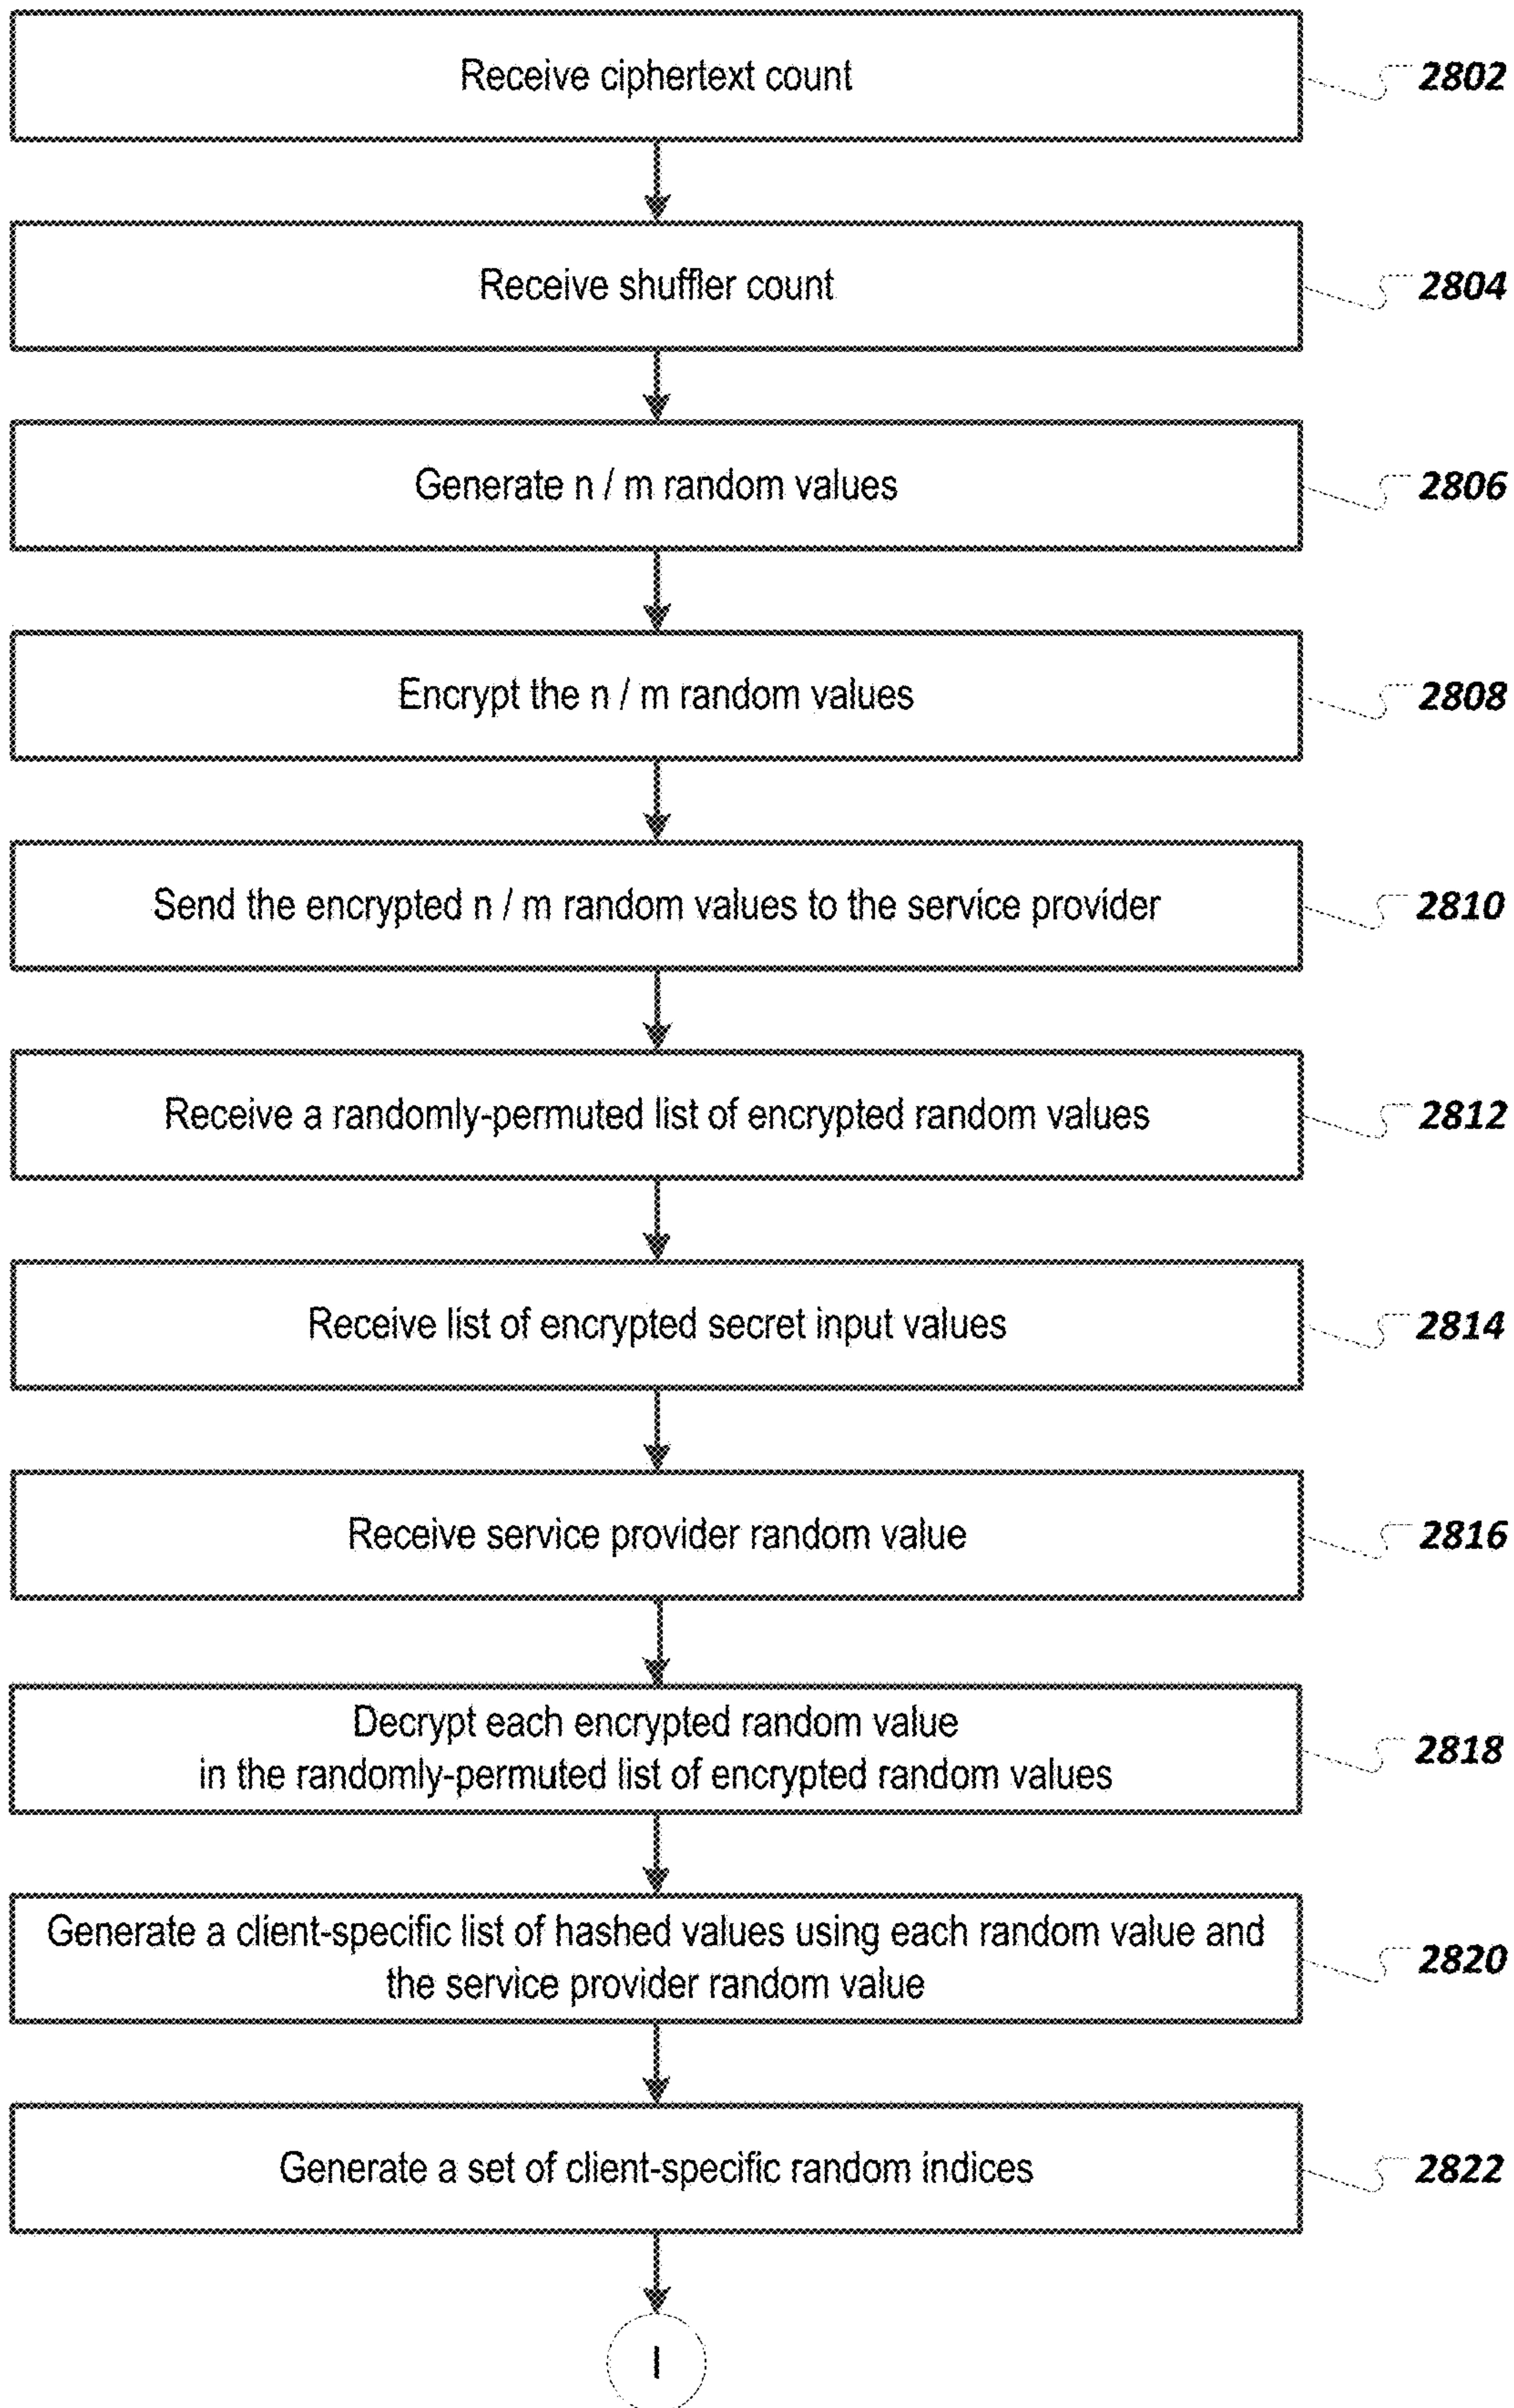 Receive ciphertext count
2802
Receive shuffler count
2804
Generate n / m random values
2806
Encrypt the n / m random values
2808
Send the encrypted n / m random values to the service provider
2810
Receive a randomly-permuted list of encrypted random values
2812
Receive list of encrypted secret input values
2814
Receive service provider random value
2816
Decrypt each encrypted random value
in the randomly-permuted list of encrypted random values
2818
Generate a client-specific list of hashed values using each random value and
the service provider random value
2820
Generate a set of client-specific random indices
2822
I